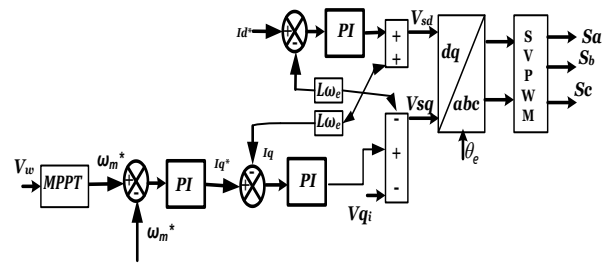 Id*
+
-
PI
+
+
Vsd
dq
abc
θe
S
V
P
W
M
Sa
Sb
Sc
Lωe
Lωe
Vsq
-
+
-
Vqi
Vw
MPPT
ωm*
+
-
PI
Iq*
+
-
Iq
PI
ωm*